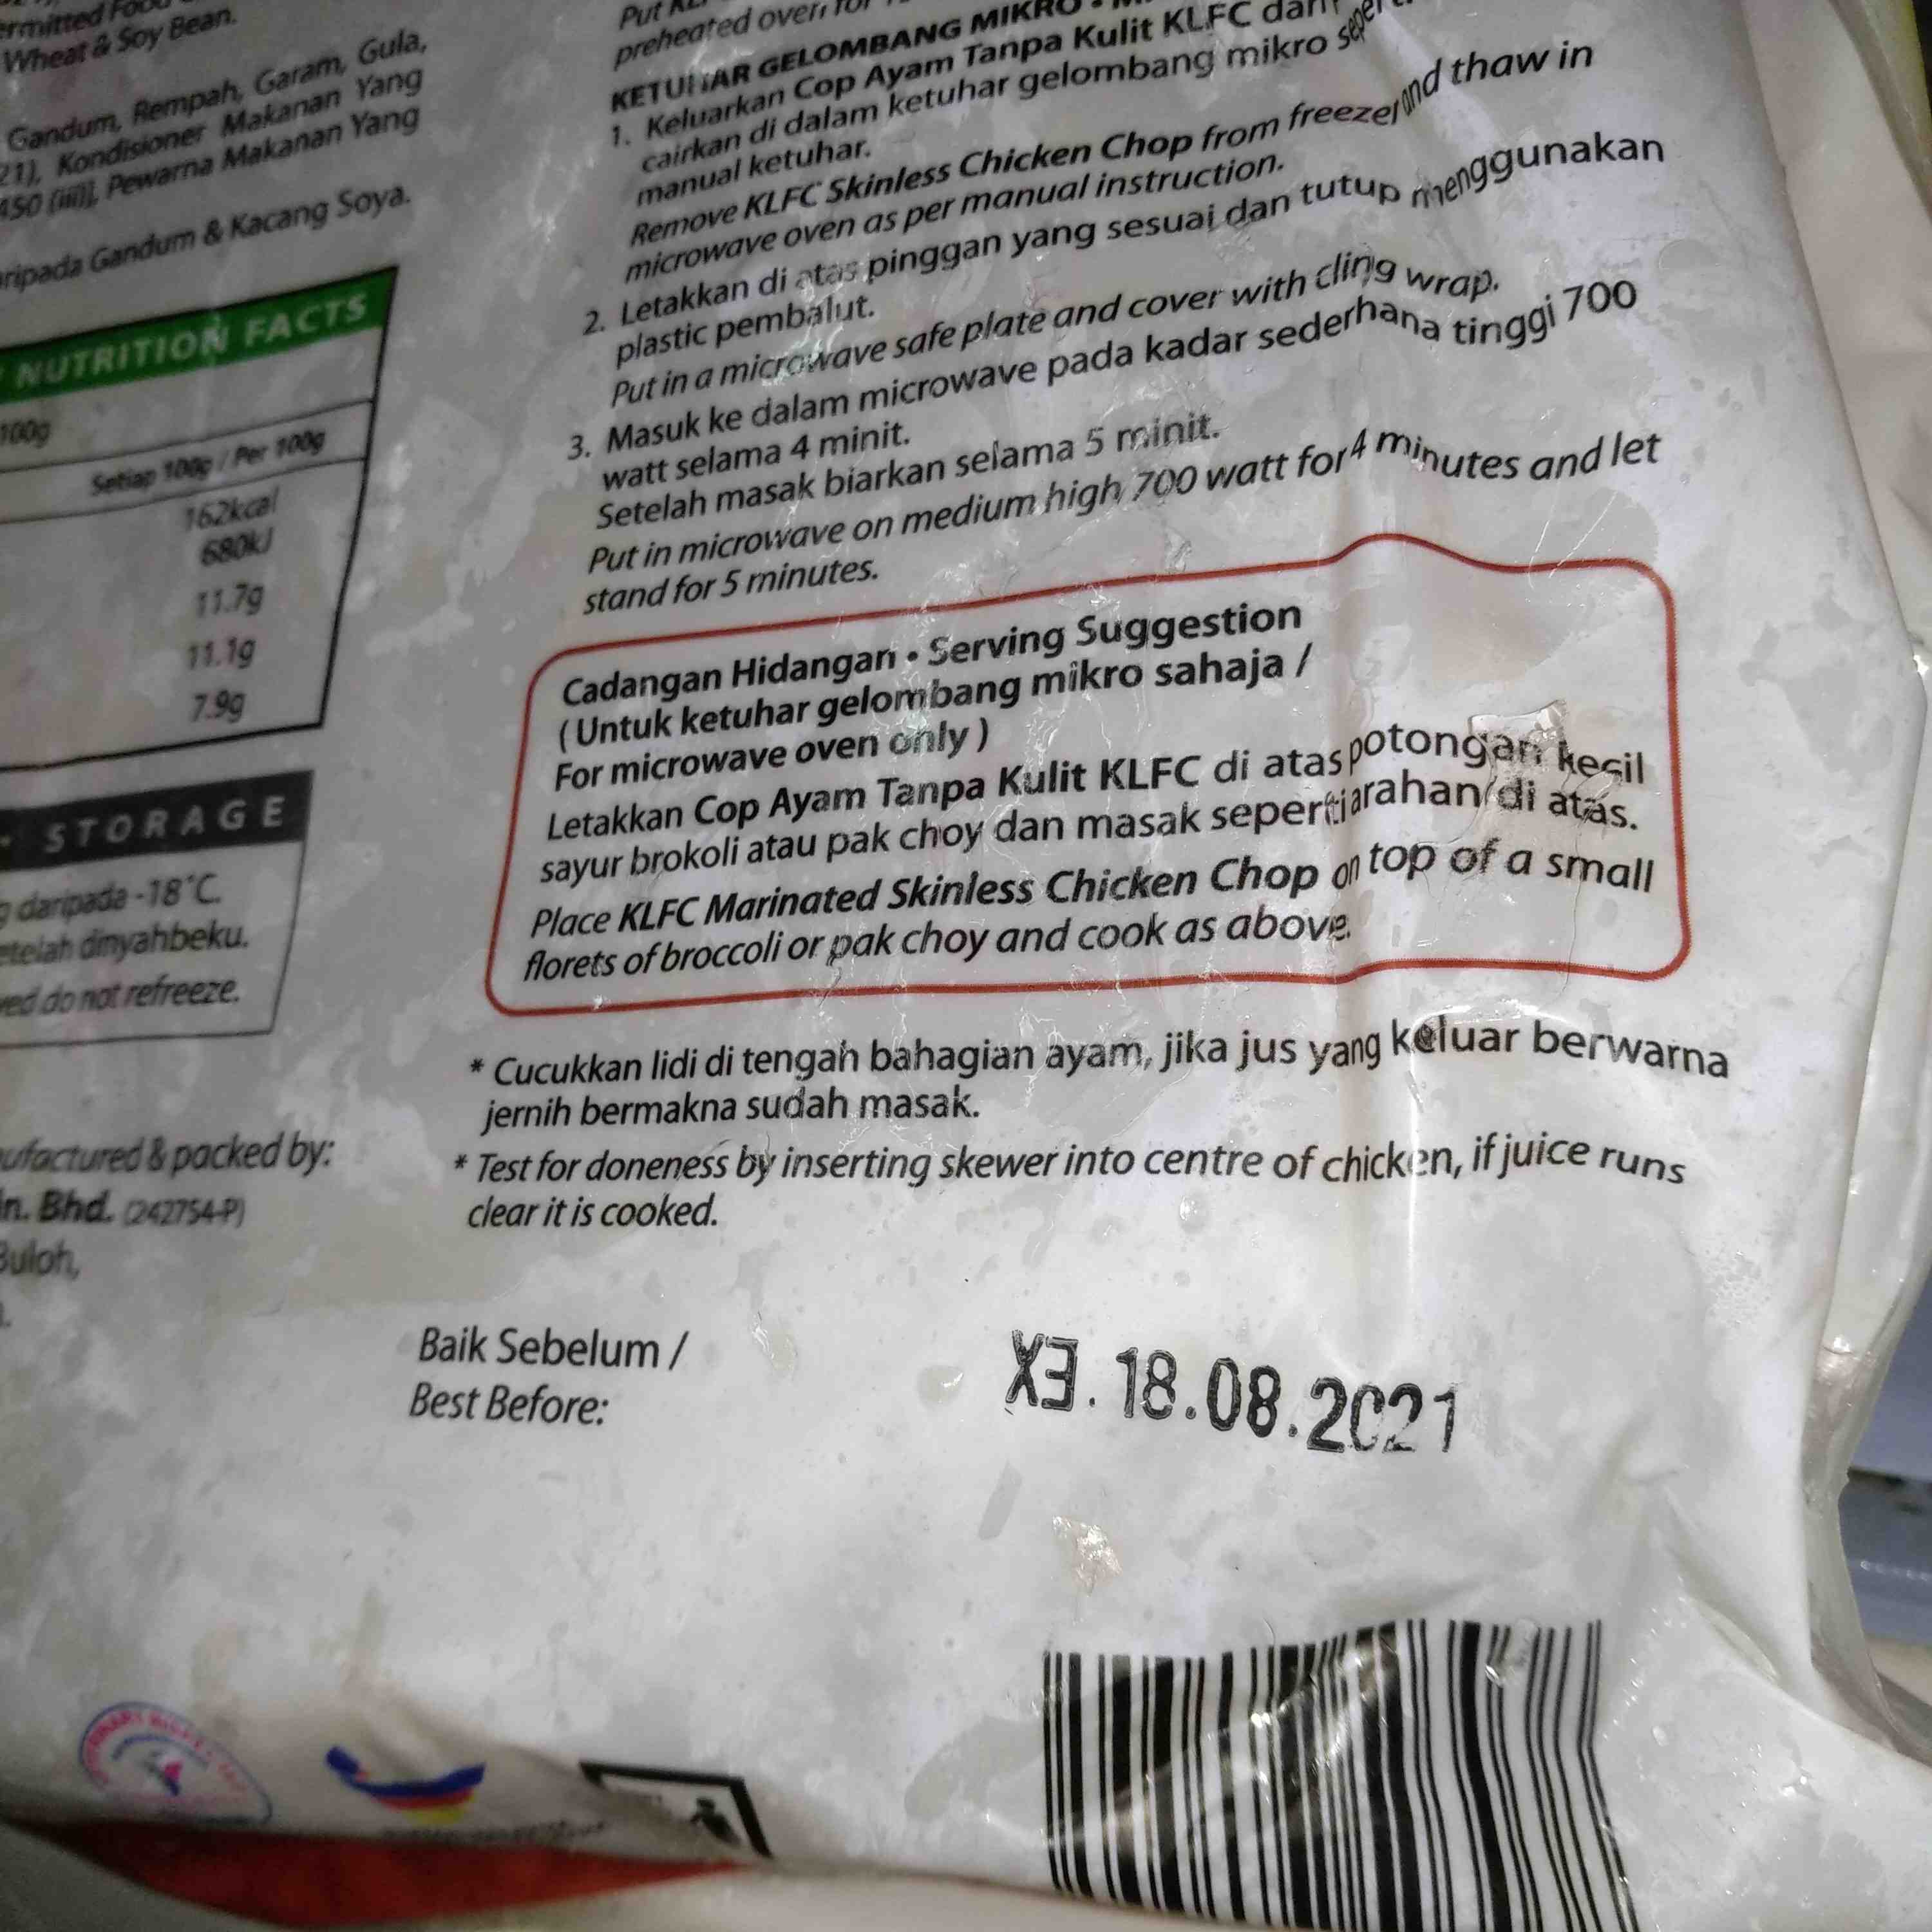 Wheat & Soy Bean.
Gandum, Rempah, Garam, Gula,
21), Kondisioner Makanan Yang
450 (iii)], Pewarna Makanan Yang
Gandum & Kacang Soya.
NUTRITION FACTS
100g
Setiap 100g / Per 100g
162kcal
680kJ
11.7g
11.1g
7.9g
STORAGE
daripada -18°C.
dinyahbeku.
do not refreeze.
& packed by:
Bhd. (242754-P)
Buloh,
preheated oven for
KETUHAR GELOMBANG MIKRO •
1. Keluarkan Cop Ayam Tanpa Kulit KLFC dan
cairkan di dalam ketuhar gelombang mikro seperti
manual ketuhar.
Remove KLFC Skinless Chicken Chop from freezer and thaw in
microwave oven as per manual instruction.
2. Letakkan di atas pinggan yang sesuai dan tutup menggunakan
plastic pembalut.
Put in a microwave safe plate and cover with cling wrap.
3. Masuk ke dalam microwave pada kadar sederhana tinggi 700
watt selama 4 minit.
Setelah masak biarkan selama 5 minit.
Put in microwave on medium high 700 watt for 4 minutes and let
stand for 5 minutes.
Cadangan Hidangan • Serving Suggestion
( Untuk ketuhar gelombang mikro sahaja /
For microwave oven only )
Letakkan Cop Ayam Tanpa Kulit KLFC di atas potongan kecil
sayur brokoli atau pak choy dan masak seperti arahan di atas.
Place KLFC Marinated Skinless Chicken Chop on top of a small
florets of broccoli or pak choy and cook as above.
* Cucukkan lidi di tengah bahagian ayam, jika jus yang keluar berwarna
jernih bermakna sudah masak.
* Test for doneness by inserting skewer into centre of chicken, if juice runs
clear it is cooked.
Baik Sebelum /
Best Before:
X3. 18.08.2021